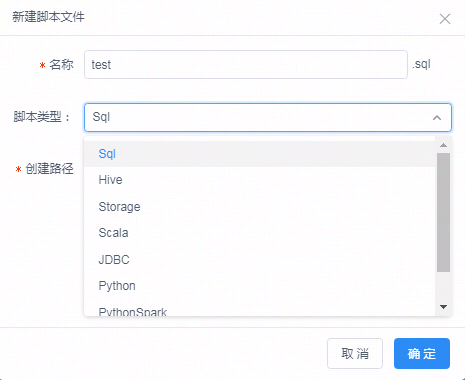 新建脚本文件
* 名称 test .sql
脚本类型： Sql
* 创建路径
Sql
Hive
Storage
Scala
JDBC
Python
PythonSpark
取 消 确 定